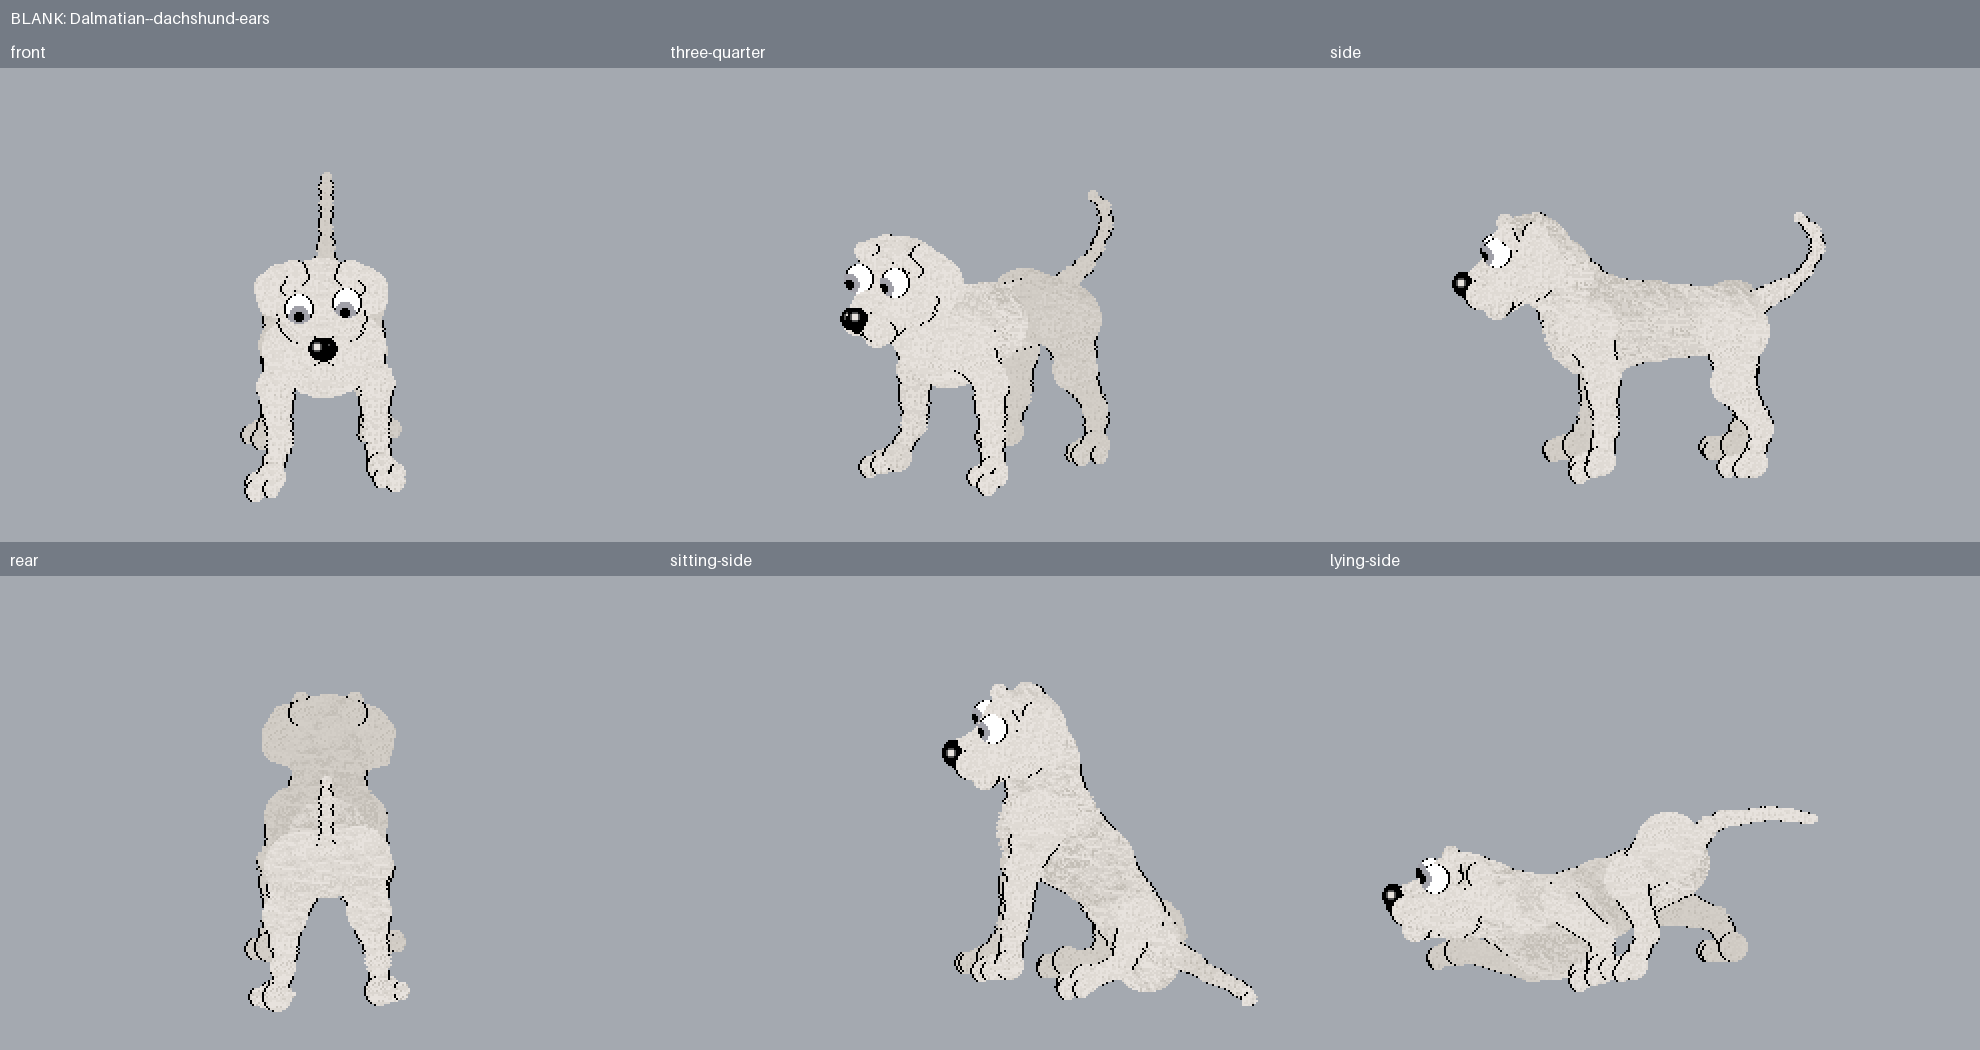 BLANK: Dalmatian--dachshund-ears
front
three-quarter
side
rear
sitting-side
lying-side